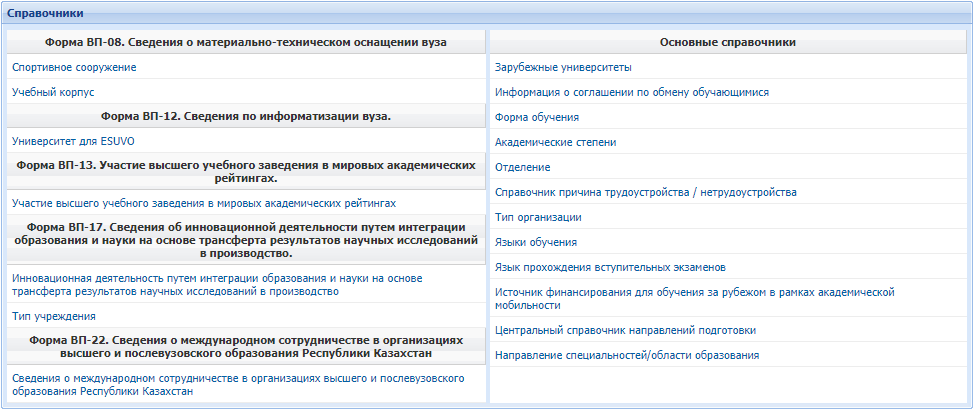 Справочники
Форма ВП-08. Сведения о материально-техническом оснащении вуза
Спортивное сооружение
Учебный корпус
Форма ВП-12. Сведения по информатизации вуза.
Университет для ESUVO
Форма ВП-13. Участие высшего учебного заведения в мировых академических
рейтингах.
Участие высшего учебного заведения в мировых академических рейтингах
Форма ВП-17. Сведения об инновационной деятельности путем интеграции
образования и науки на основе трансферта результатов научных исследований
в производство.
Инновационная деятельность путем интеграции образования и науки на основе
трансферта результатов научных исследований в производство
Тип учреждения
Форма ВП-22. Сведения о международном сотрудничестве в организациях
высшего и послевузовского образования Республики Казахстан
Сведения о международном сотрудничестве в организациях высшего и послевузовского
образования Республики Казахстан
Основные справочники
Зарубежные университеты
Информация о соглашении по обмену обучающимися
Форма обучения
Академические степени
Отделение
Справочник причина трудоустройства / нетрудоустройства
Тип организации
Языки обучения
Язык прохождения вступительных экзаменов
Источник финансирования для обучения за рубежом в рамках академической
мобильности
Центральный справочник направлений подготовки
Направление специальностей/области образования